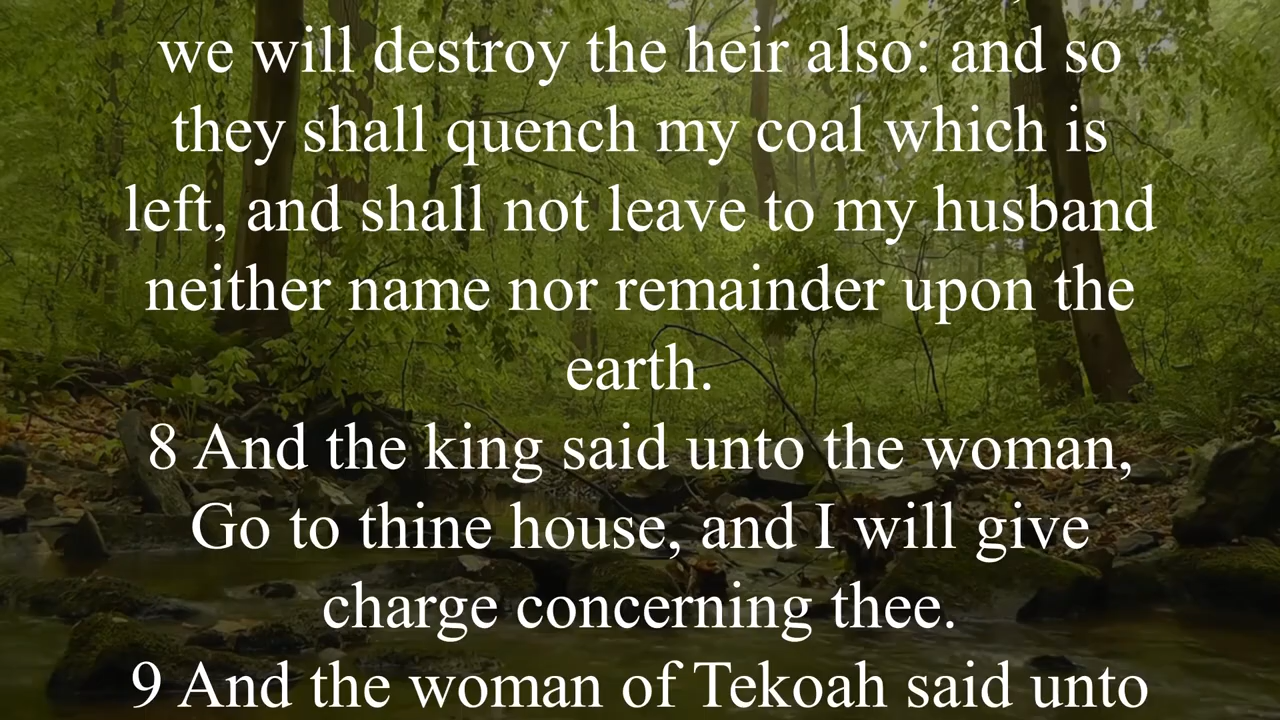 we will destroy the heir also: and so
they shall quench my coal which is
left, and shall not leave to my husband
neither name nor remainder upon the
earth.
8 And the king said unto the woman,
Go to thine house, and I will give
charge concerning thee.
9 And the woman of Tekoah said unto